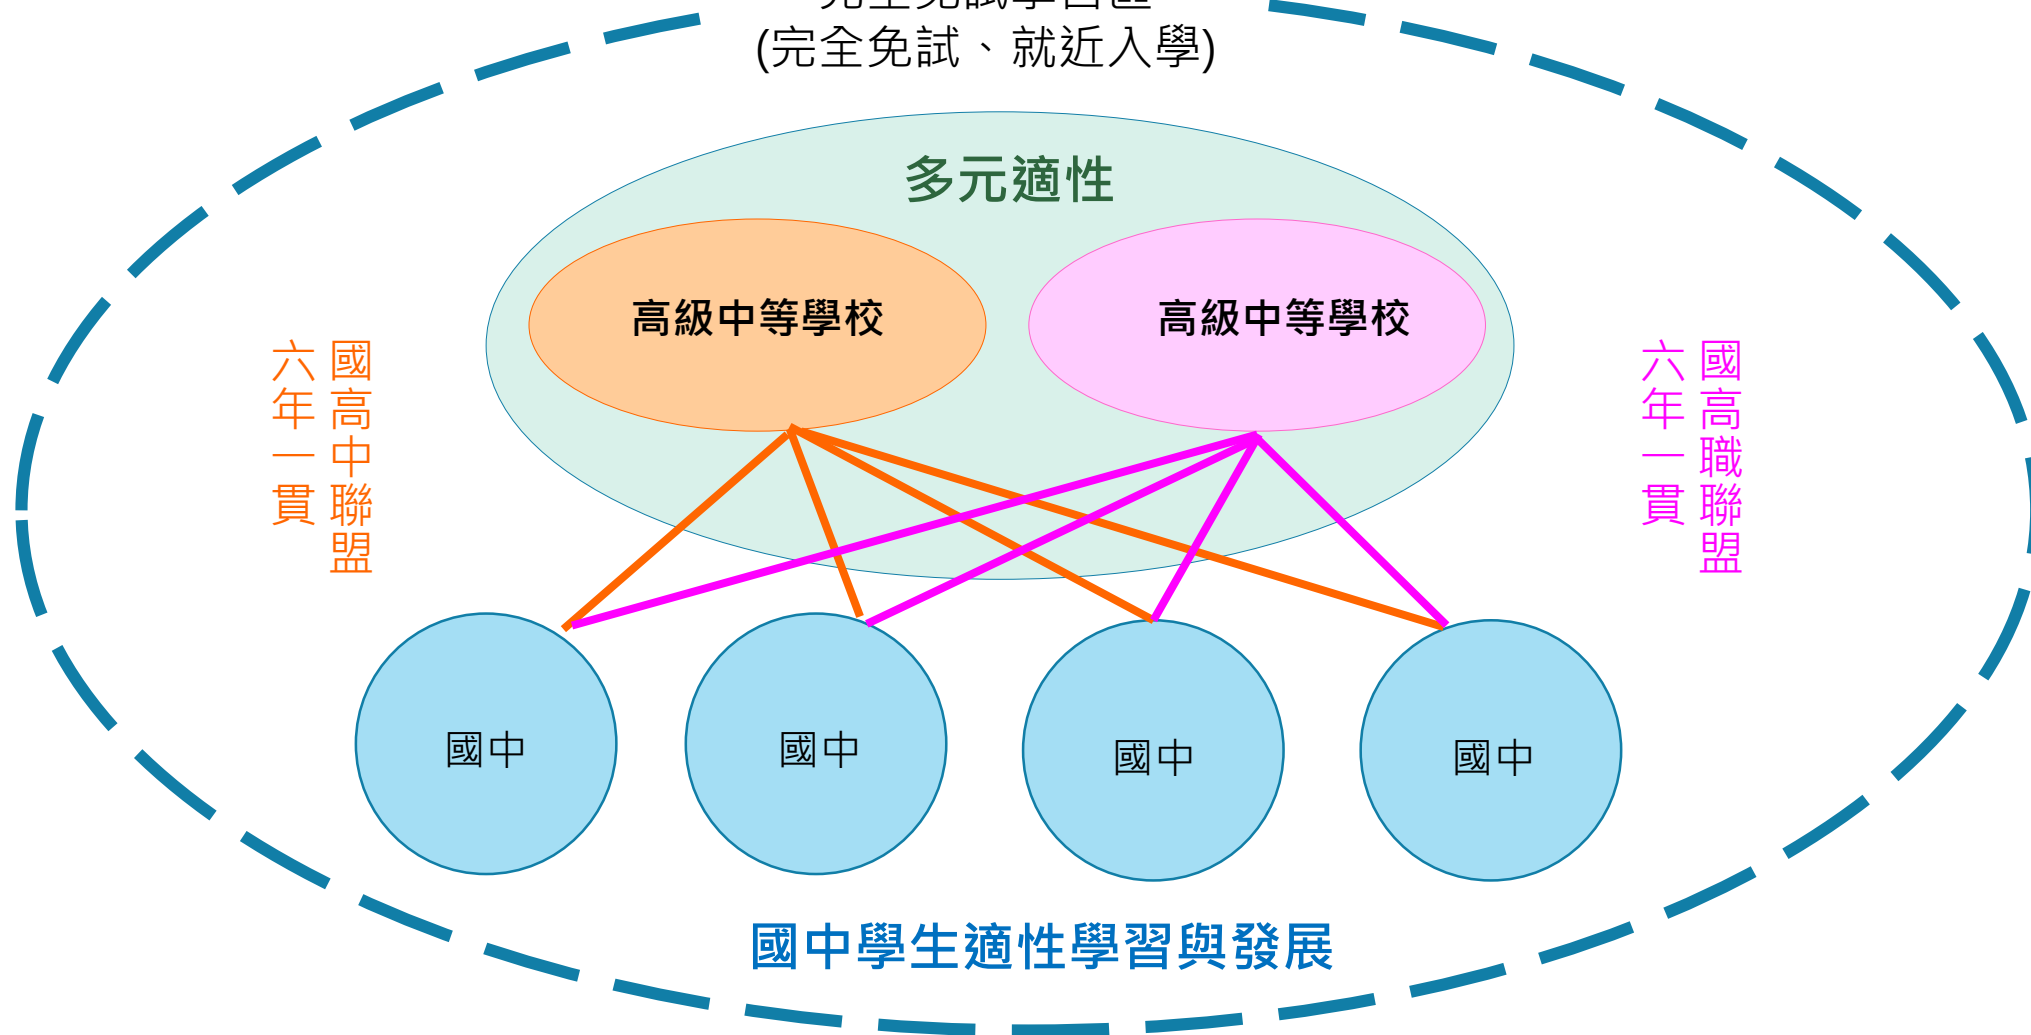 (完全免試、就近入學)
多元適性
高級中等學校
高級中等學校
國高中聯盟
六年一貫
國高職聯盟
六年一貫
國中
國中
國中
國中
國中學生適性學習與發展